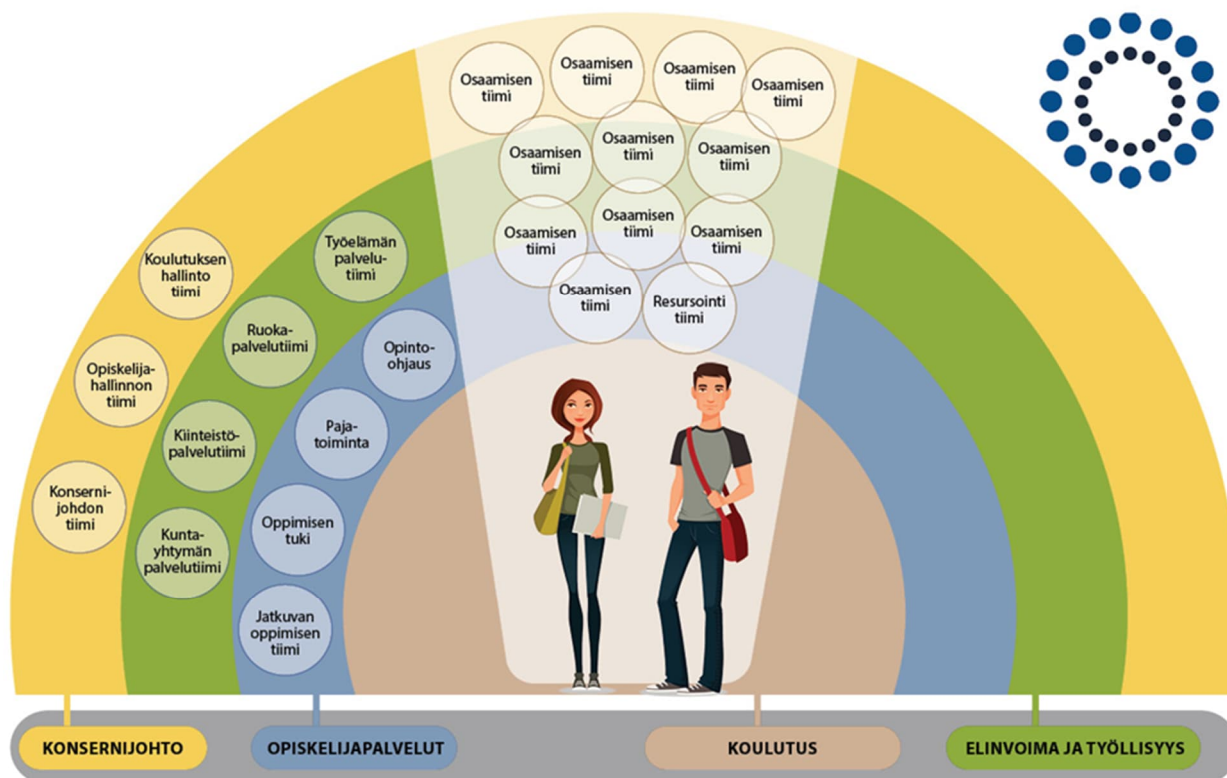 Osaamisen
tiimi
Osaamisen
tiimi
Osaamisen
tiimi
Osaamisen
tiimi
Osaamisen
tiimi
Osaamisen
tiimi
Osaamisen
tiimi
Osaamisen
tiimi
Osaamisen
tiimi
Osaamisen
tiimi
Osaamisen
tiimi
Resursointi
tiimi
Koulutuksen
hallinto
tiimi
Opiskelija-
hallinnon
tiimi
Konserni-
johdon
tiimi
Työelämän
palvelu-
tiimi
Ruoka-
palvelutiimi
Kiinteistö-
palvelutiimi
Kunta-
yhtymän
palvelutiimi
Opinto-
ohjaus
Paja-
toiminta
Oppimisen
tuki
Jatkuvan
oppimisen
tiimi
KONSERNIJOHTO
OPISKELIJAPALVELUT
KOULUTUS
ELINVOIMA JA TYÖLLISYYS